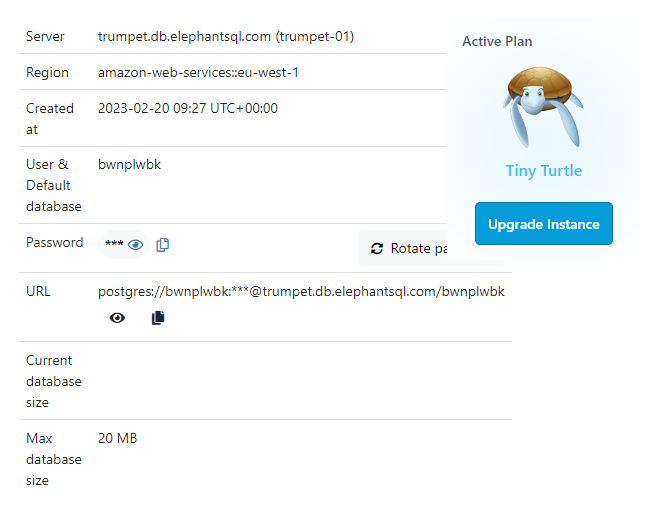 Server trumpet.db.elephantsql.com (trumpet-01)
Active Plan
Region amazon-web-services::eu-west-1
Created at 2023-02-20 09:27 UTC+00:00
User & Default database bwnplwbk
Tiny Turtle
Upgrade Instance
Password *** Rotate pa
URL postgres://bwnplwbk:***@trumpet.db.elephantsql.com/bwnplwbk
Current database size
Max database size 20 MB